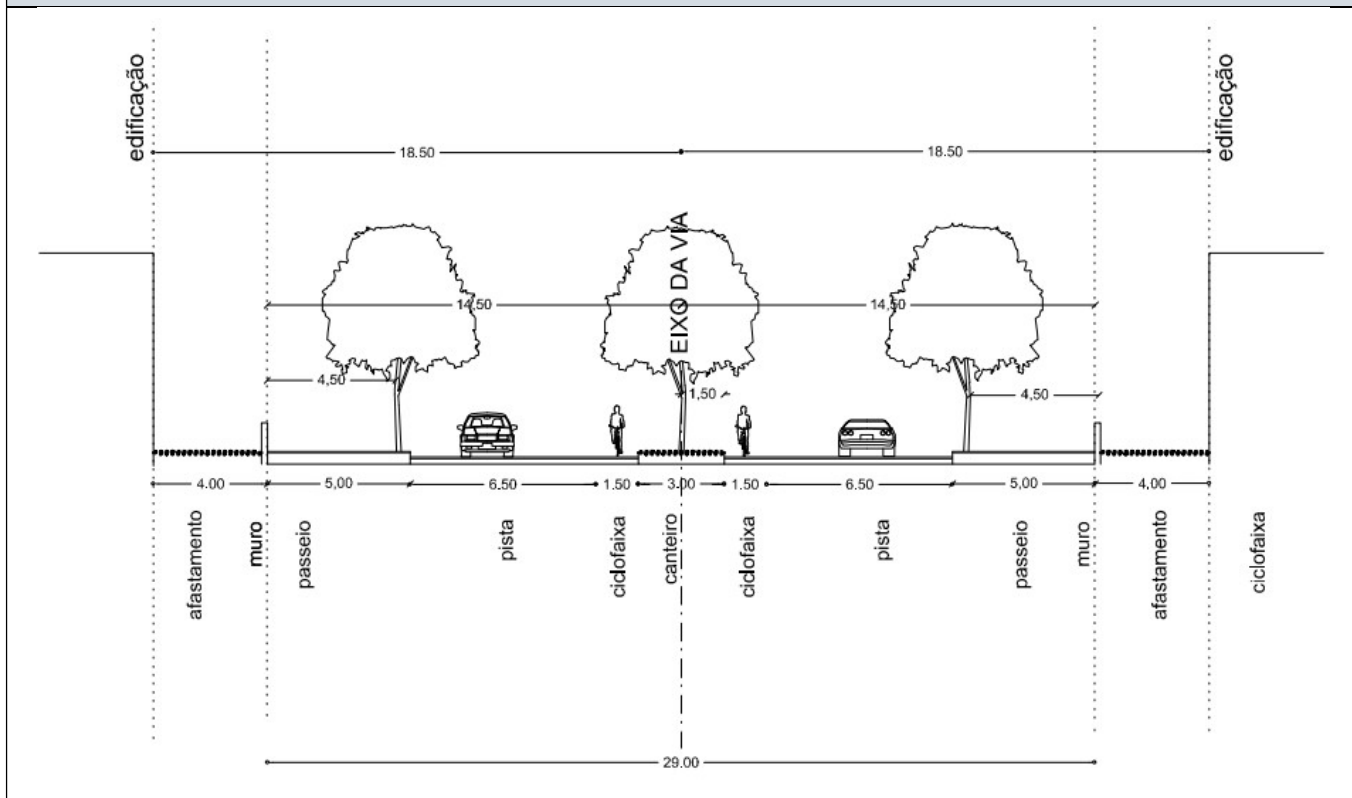 edificação
edificação
18.50
18.50
EIXO DA VIA
14,50
14,50
4,50
1,50
4,50
4.00
5,00
6.50
1.50
3.00
1.50
6.50
5,00
4,00
afastamento
muro
passeio
pista
ciclofaixa
canteiro
ciclofaixa
pista
passeio
muro
afastamento
ciclofaixa
29.00